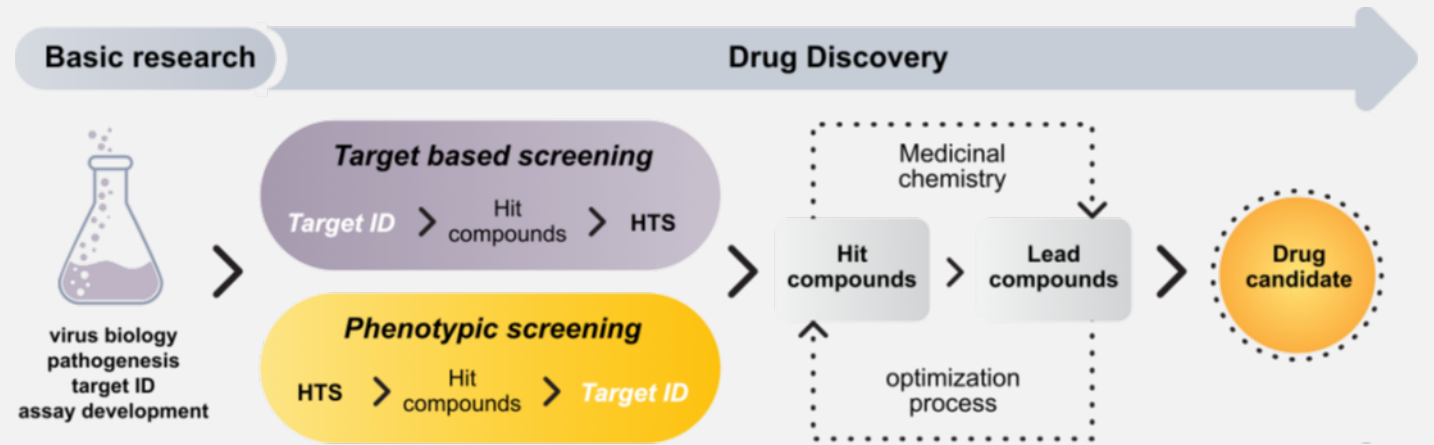 Basic research
Drug Discovery
virus biology
pathogenesis
target ID
assay development
Target based screening
Target ID
Hit
compounds
HTS
Phenotypic screening
HTS
Hit
compounds
Target ID
Medicinal
chemistry
Hit
compounds
Lead
compounds
optimization
process
Drug
candidate